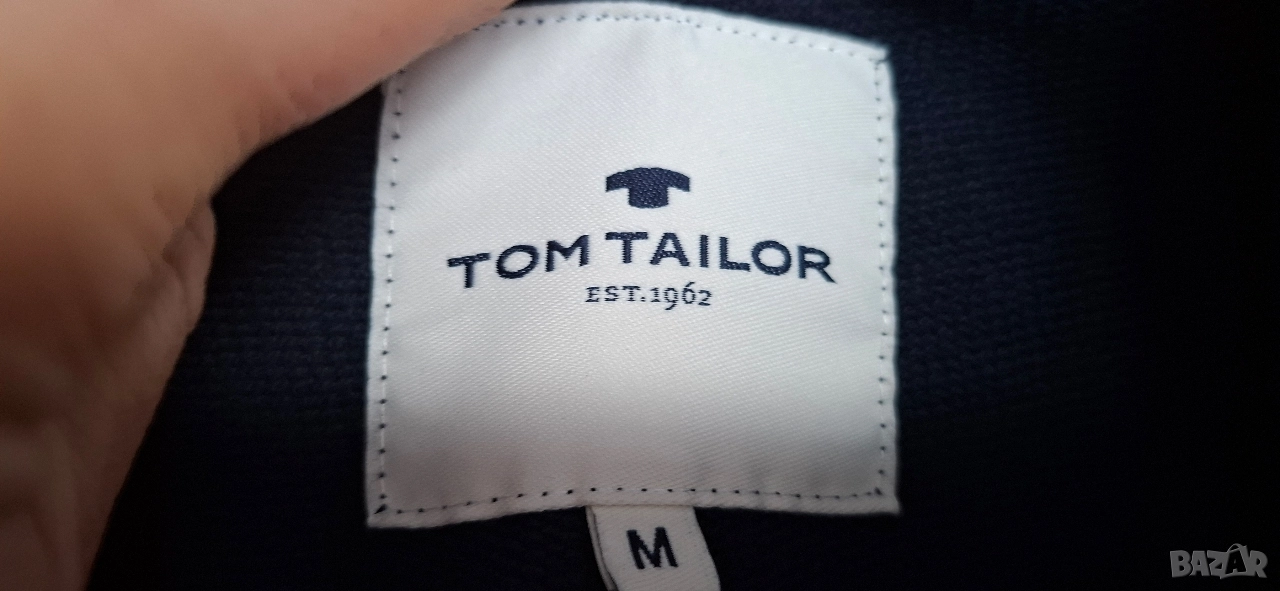 TOM TAILOR
EST.1962
M
BAZAR